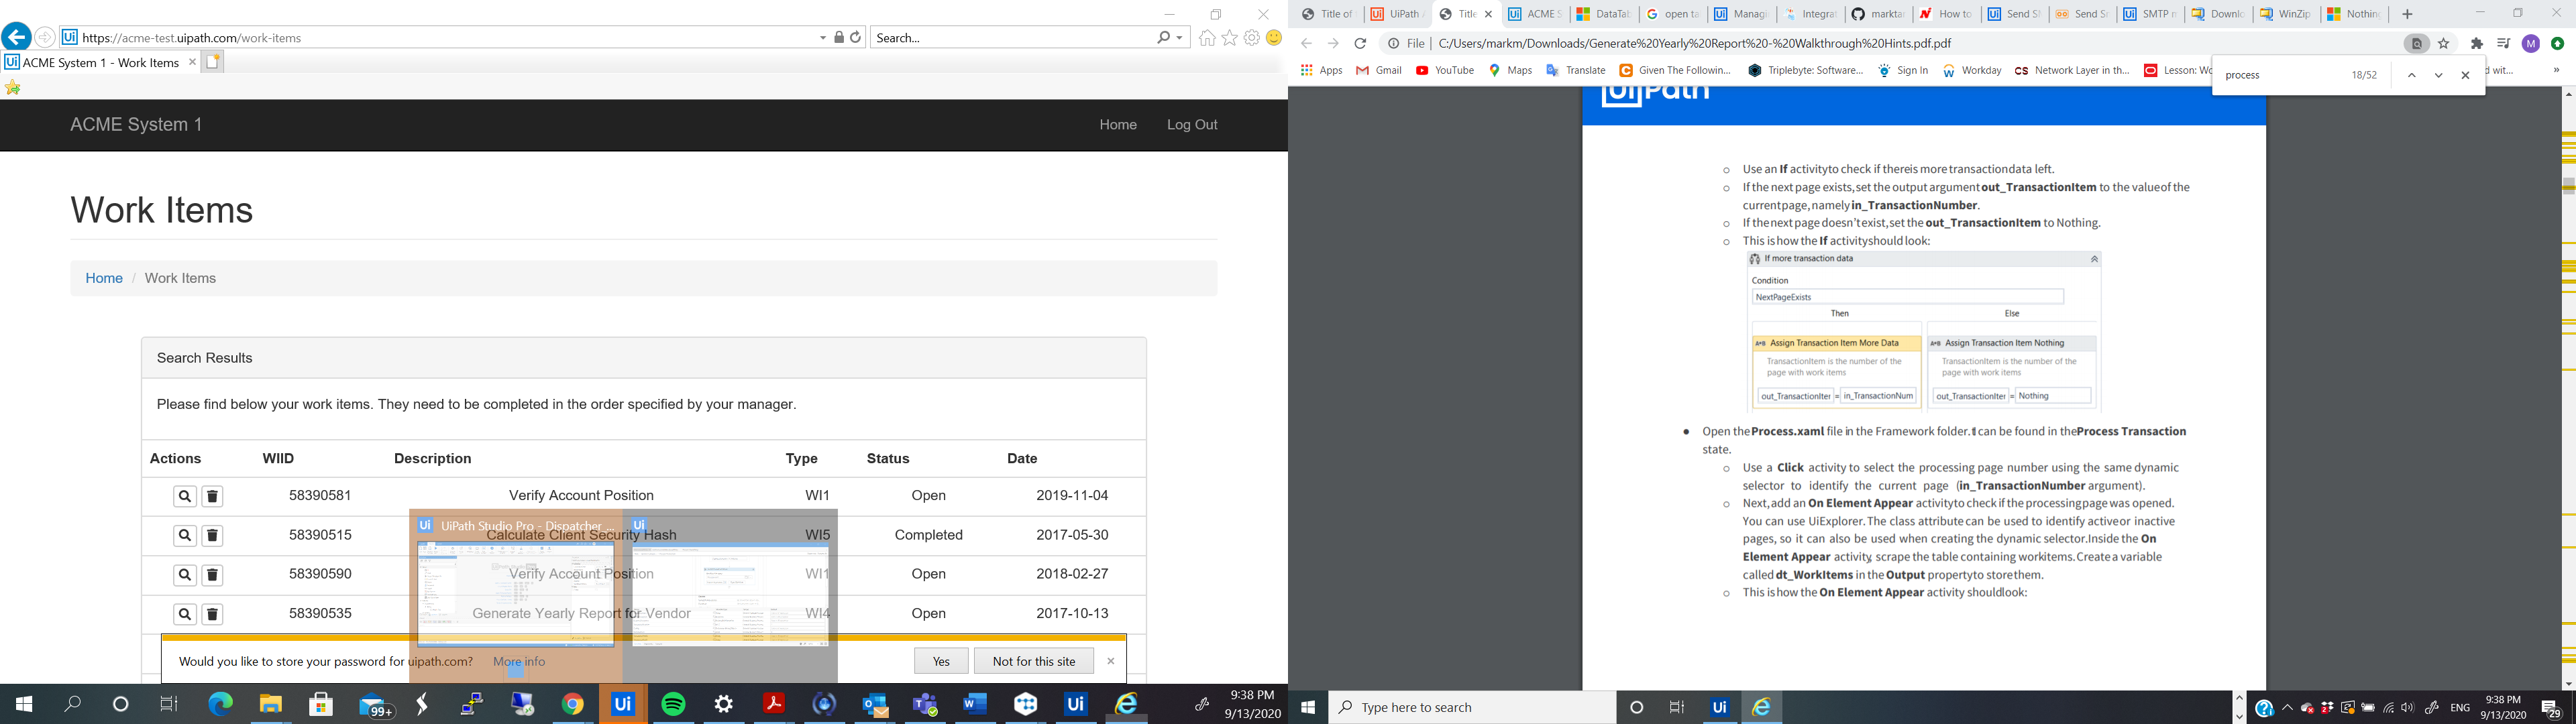 https://acme-test.uipath.com/work-items
Search...
ACME System 1 - Work Items
ACME System 1
Home
Log Out
Work Items
Home / Work Items
Search Results
Please find below your work items. They need to be completed in the order specified by your manager.
Actions WIID Description Type Status Date
58390581 Verify Account Position WI1 Open 2019-11-04
UiPath Studio Pro - Dispatcher ...
58390515 Calculate Client Security Hash WI5 Completed 2017-05-30
58390590 Verify Account Position WI1 Open 2018-02-27
58390535 Generate Yearly Report for Vendor WI4 Open 2017-10-13
Would you like to store your password for uipath.com? More info Yes Not for this site
99+
9:38 PM
9/13/2020
Title of
UiPath
Title
ACME S
DataTab
open ta
Managi
Integrat
markta
How to
Send SM
Send Sc
SMTP n
Downlo
WinZip
Nothing
File | C:/Users/markm/Downloads/Generate%20Yearly%20Report%20-%20Walkthrough%20Hints.pdf.pdf
M
Apps Gmail YouTube Maps Translate Given The Followin... Triplebyte: Software... Sign In Workday Network Layer in th... Lesson: Wo d wit... »
process 18/52
UiPath
o Use an If activityto check if thereis more transactiondata left.
o If the next page exists,set the output argument out_TransactionItem to the valueof the
currentpage, namely in_TransactionNumber.
o If the next page doesn'texist,set the out_TransactionItem to Nothing.
o This is how the If activityshould look:
If more transaction data
Condition
NextPageExists
Then Else
A+B Assign Transaction Item More Data
A+B Assign Transaction Item Nothing
TransactionItem is the number of the
page with work items
TransactionItem is the number of the
page with work items
out_TransactionIter = in_TransactionNum
out_TransactionIter = Nothing
● Open the Process.xaml file in the Framework folder. It can be found in the Process Transaction
state.
o Use a Click activity to select the processing page number using the same dynamic
selector to identify the current page (in_TransactionNumber argument).
o Next,add an On Element Appear activityto check if the processing page was opened.
You can use UiExplorer. The class attribute can be used to identify activeor inactive
pages, so it can also be used when creating the dynamic selector.Inside the On
Element Appear activity, scrape the table containing workitems. Createa variable
called dt_WorkItems in the Output propertyto storethem.
o This is how the On Element Appear activity shouldlook:
Type here to search
ENG
9:38 PM
9/13/2020
29